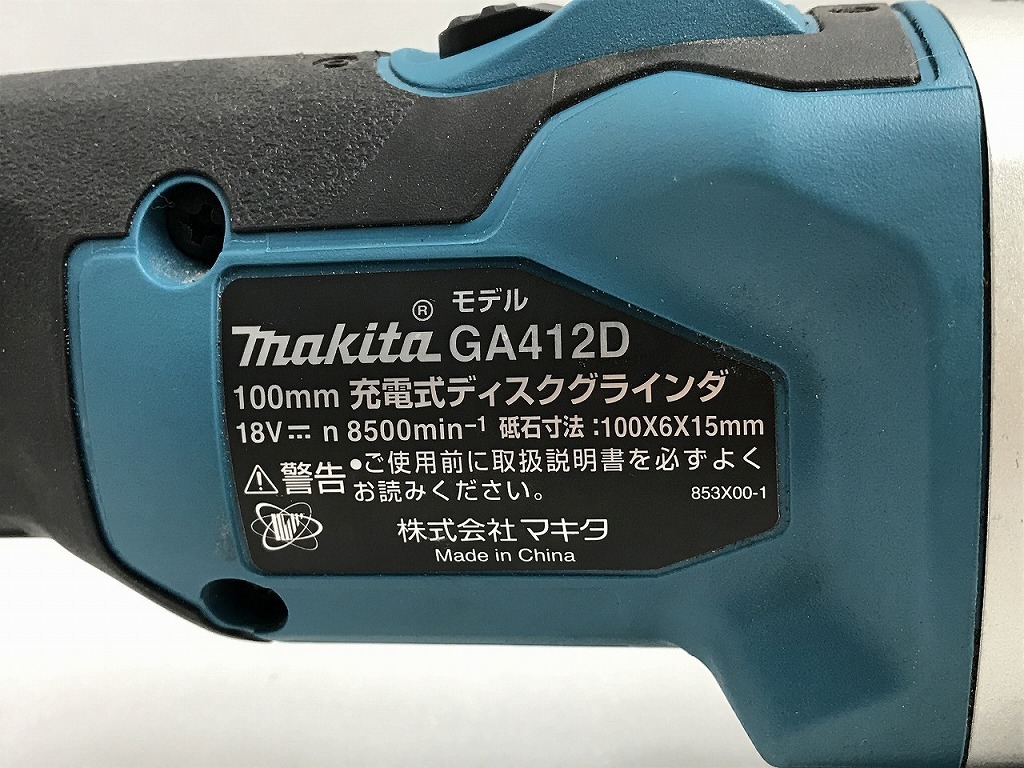 makita® モデル GA412D
100mm 充電式ディスクグラインダ
18V⎓ n 8500min⁻¹ 砥石寸法:100X6X15mm
⚠警告 ●ご使用前に取扱説明書を必ずよく
お読みください。 853X00-1
株式会社 マキタ
Made in China